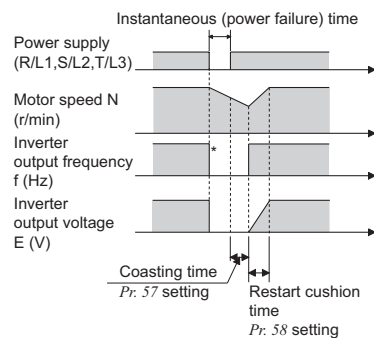 Instantaneous (power failure) time
Power supply
(R/L1,S/L2,T/L3)
Motor speed N
(r/min)
Inverter
output frequency
f (Hz)
*
Inverter
output voltage
E (V)
Coasting time
Pr. 57 setting
Restart cushion
time
Pr. 58 setting